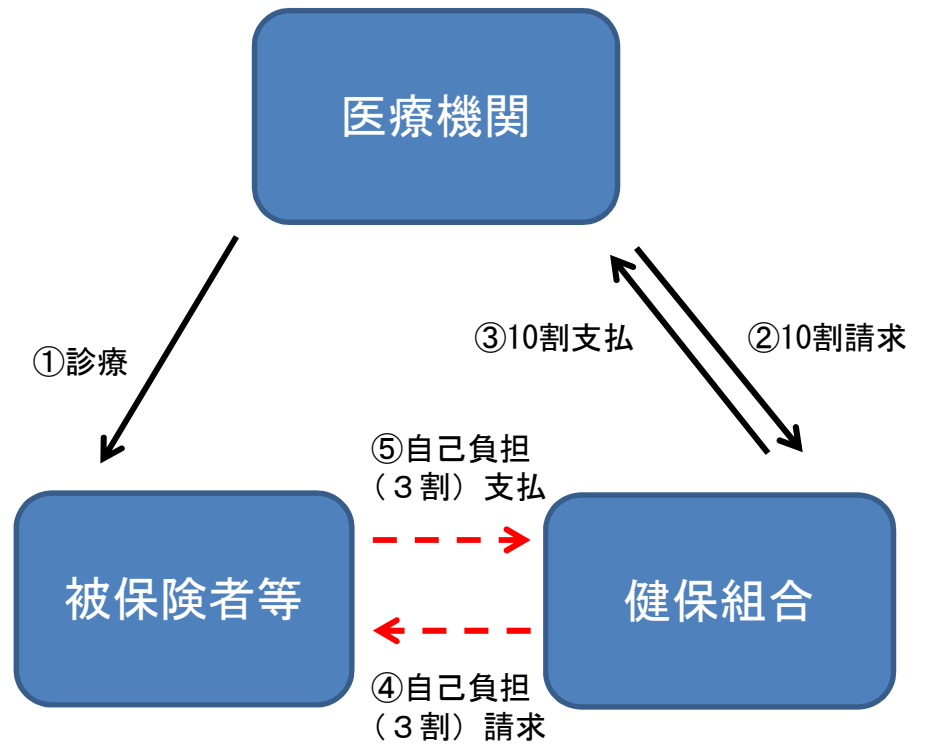 医療機関
③10割支払
②10割請求
①診療
⑤自己負担
（３割）支払
被保険者等
健保組合
④自己負担
（３割）請求